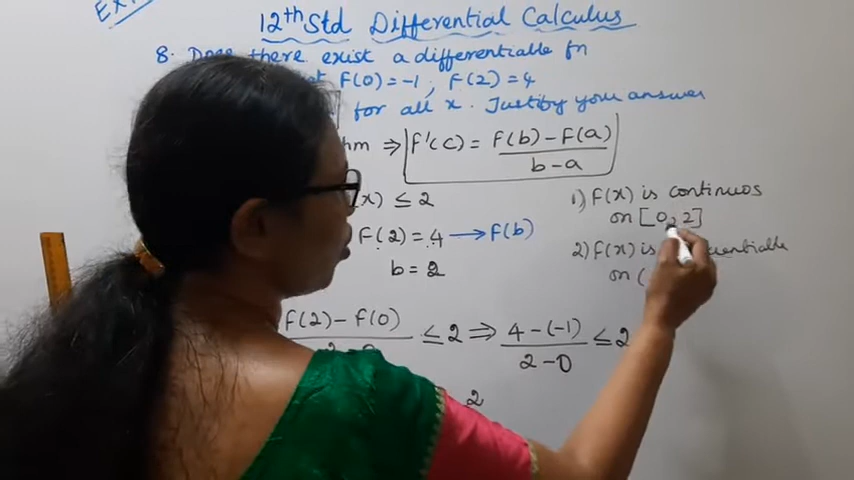 12th Std Differential Calculus
8. Does there exist a differentiable fn
F(0)=-1, F(2)=4
for all x. Justify your answer
⇒ F'(c) = F(b)-F(a) / b-a
≤ 2
1) F(x) is continuos
on [0,2]
F(2)=4 → F(b)
b=2
2) F(x) is
on (
F(2)-F(0) / ≤ 2 ⇒ 4-(-1) / 2-0 ≤ 2
2